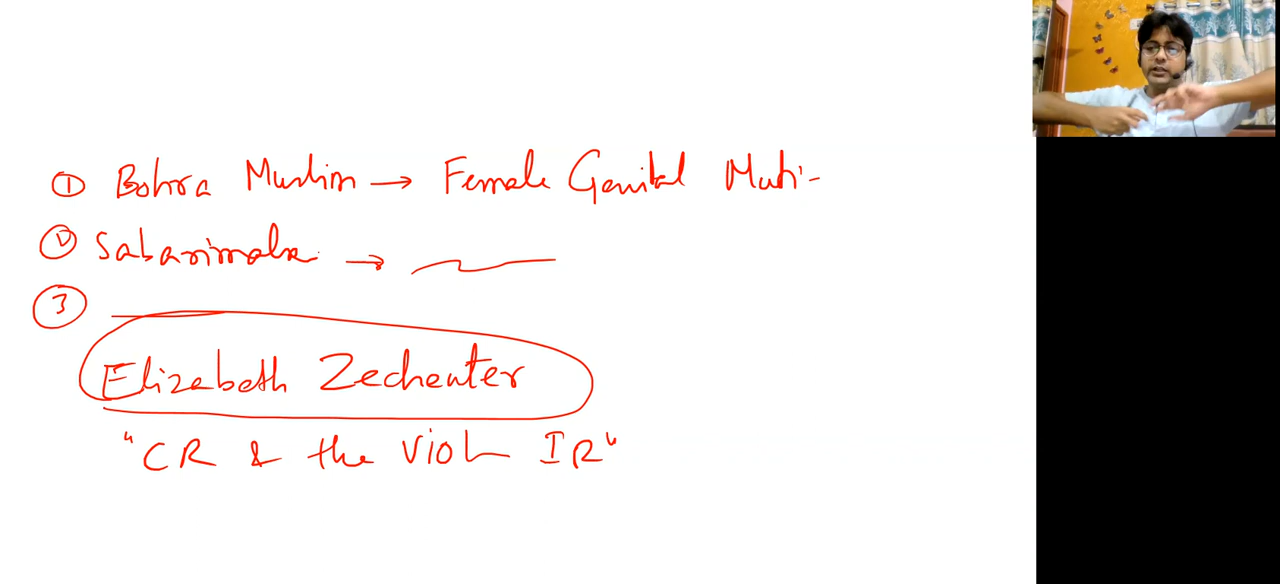 ① Bohra Muslim → Female Genital Muti-
② Sabarimala →
③
Elizabeth Zechenter
"CR & the Viol IR"